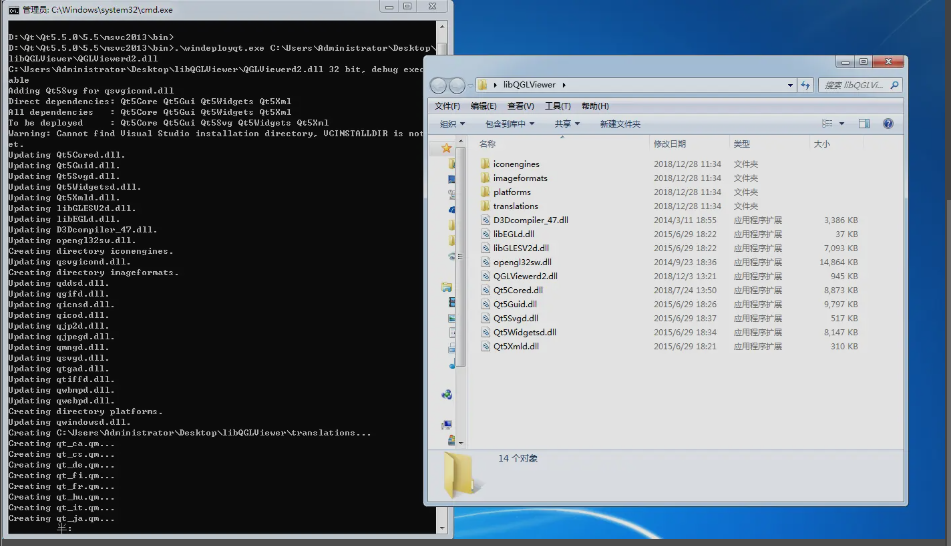 管理员: C:\Windows\system32\cmd.exe
D:\Qt\Qt5.5.0\5.5\msvc2013\bin>
D:\Qt\Qt5.5.0\5.5\msvc2013\bin>.\windeployqt.exe C:\Users\Administrator\Desktop\
libQGLViewer\QGLViewerd2.dll
C:\Users\Administrator\Desktop\libQGLViewer\QGLViewerd2.dll 32 bit, debug exec
able
Adding Qt5Svg for qsvgicond.dll
Direct dependencies: Qt5Core Qt5Gui Qt5Widgets Qt5Xml
All dependencies : Qt5Core Qt5Gui Qt5Widgets Qt5Xml
To be deployed : Qt5Core Qt5Gui Qt5Svg Qt5Widgets Qt5Xml
Warning: Cannot find Visual Studio installation directory, VCINSTALLDIR is not
et.
Updating Qt5Cored.dll.
Updating Qt5Guid.dll.
Updating Qt5Svgd.dll.
Updating Qt5Widgetsd.dll.
Updating Qt5Xmld.dll.
Updating libGLESV2d.dll.
Updating libEGLd.dll.
Updating D3Dcompiler_47.dll.
Updating opengl32sw.dll.
Creating directory iconengines.
Updating qsvgicond.dll.
Creating directory imageformats.
Updating qddsd.dll.
Updating qgifd.dll.
Updating qicnsd.dll.
Updating qicod.dll.
Updating qjp2d.dll.
Updating qjpegd.dll.
Updating qmngd.dll.
Updating qsvgd.dll.
Updating qtgad.dll.
Updating qtiffd.dll.
Updating qwbmpd.dll.
Updating qwebpd.dll.
Creating directory platforms.
Updating qwindowsd.dll.
Creating C:\Users\Administrator\Desktop\libQGLViewer\translations...
Creating qt_ca.qm...
Creating qt_cs.qm...
Creating qt_de.qm...
Creating qt_fi.qm...
Creating qt_fr.qm...
Creating qt_hu.qm...
Creating qt_it.qm...
Creating qt_ja.qm...
半:
libQGLViewer
搜索 libQGLV...
文件(F) 编辑(E) 查看(V) 工具(T) 帮助(H)
组织 包含到库中 共享 新建文件夹
名称 修改日期 类型 大小
iconengines 2018/12/28 11:34 文件夹
imageformats 2018/12/28 11:34 文件夹
platforms 2018/12/28 11:34 文件夹
translations 2018/12/28 11:34 文件夹
D3Dcompiler_47.dll 2014/3/11 18:55 应用程序扩展 3,386 KB
libEGLd.dll 2015/6/29 18:22 应用程序扩展 37 KB
libGLESV2d.dll 2015/6/29 18:22 应用程序扩展 7,093 KB
opengl32sw.dll 2014/9/23 18:36 应用程序扩展 14,864 KB
QGLViewerd2.dll 2018/12/3 13:21 应用程序扩展 945 KB
Qt5Cored.dll 2018/7/24 13:50 应用程序扩展 8,873 KB
Qt5Guid.dll 2015/6/29 18:26 应用程序扩展 9,797 KB
Qt5Svgd.dll 2015/6/29 18:37 应用程序扩展 517 KB
Qt5Widgetsd.dll 2015/6/29 18:34 应用程序扩展 8,147 KB
Qt5Xmld.dll 2015/6/29 18:21 应用程序扩展 310 KB
14 个对象